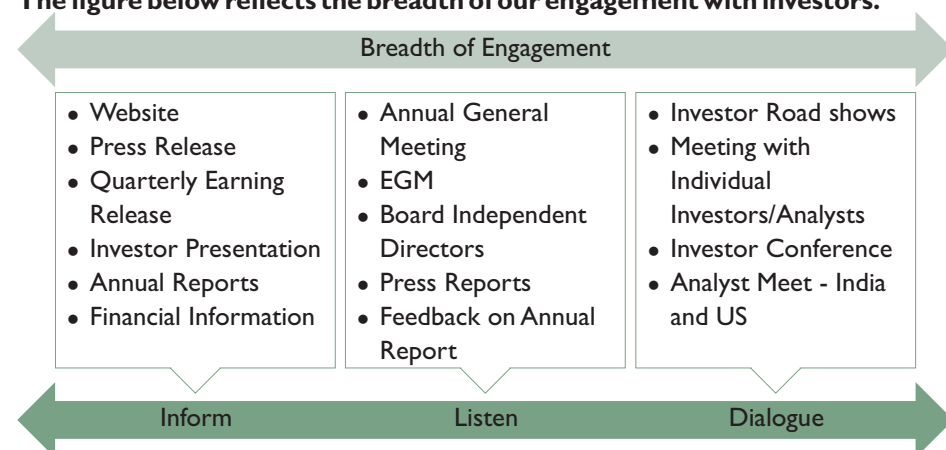 The figure below reflects the breadth of our engagement with investors.
Breadth of Engagement
• Website
• Press Release
• Quarterly Earning
Release
• Investor Presentation
• Annual Reports
• Financial Information
• Annual General
Meeting
• EGM
• Board Independent
Directors
• Press Reports
• Feedback on Annual
Report
• Investor Road shows
• Meeting with
Individual
Investors/Analysts
• Investor Conference
• Analyst Meet - India
and US
Inform
Listen
Dialogue